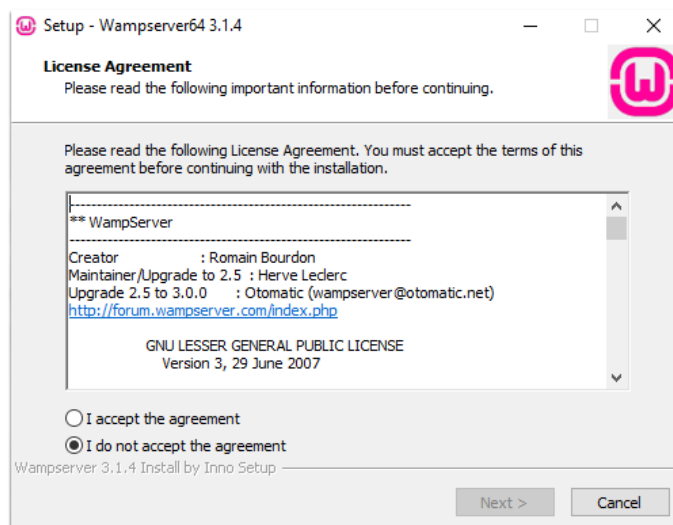 Setup - Wampserver64 3.1.4
License Agreement
Please read the following important information before continuing.
Please read the following License Agreement. You must accept the terms of this
agreement before continuing with the installation.
---------------------------------------------------------------
** WampServer
---------------------------------------------------------------
Creator : Romain Bourdon
Maintainer/Upgrade to 2.5 : Herve Leclerc
Upgrade 2.5 to 3.0.0 : Otomatic (wampserver@otomatic.net)
http://forum.wampserver.com/index.php
GNU LESSER GENERAL PUBLIC LICENSE
Version 3, 29 June 2007
I accept the agreement
I do not accept the agreement
Wampserver 3.1.4 Install by Inno Setup
Next > Cancel